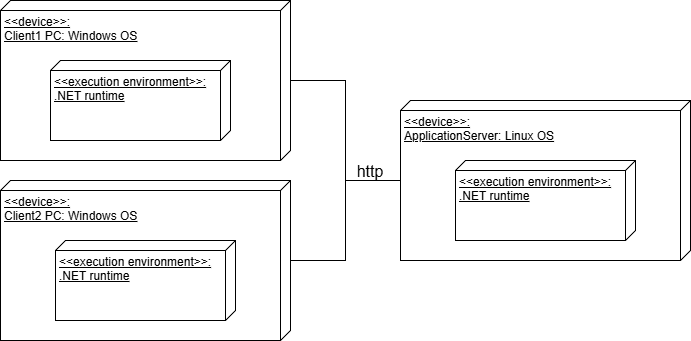 <<device>>:
Client1 PC: Windows OS
<<execution environment>>:
.NET runtime
<<device>>:
Client2 PC: Windows OS
<<execution environment>>:
.NET runtime
http
<<device>>:
ApplicationServer: Linux OS
<<execution environment>>:
.NET runtime